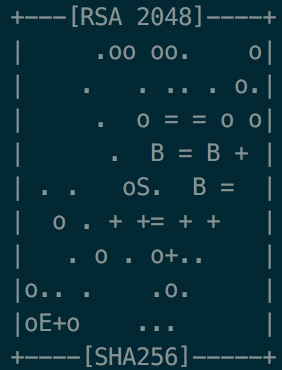 +---[RSA 2048]----+
|     .oo oo.    o|
|    .   . .. . o.|
|     .  o = = o o|
|      .  B = B + |
| . .   oS.  B =  |
|  o . + += + +   |
|   . o . o+..    |
|o.. .    .o.     |
|oE+o    ...      |
+----[SHA256]-----+